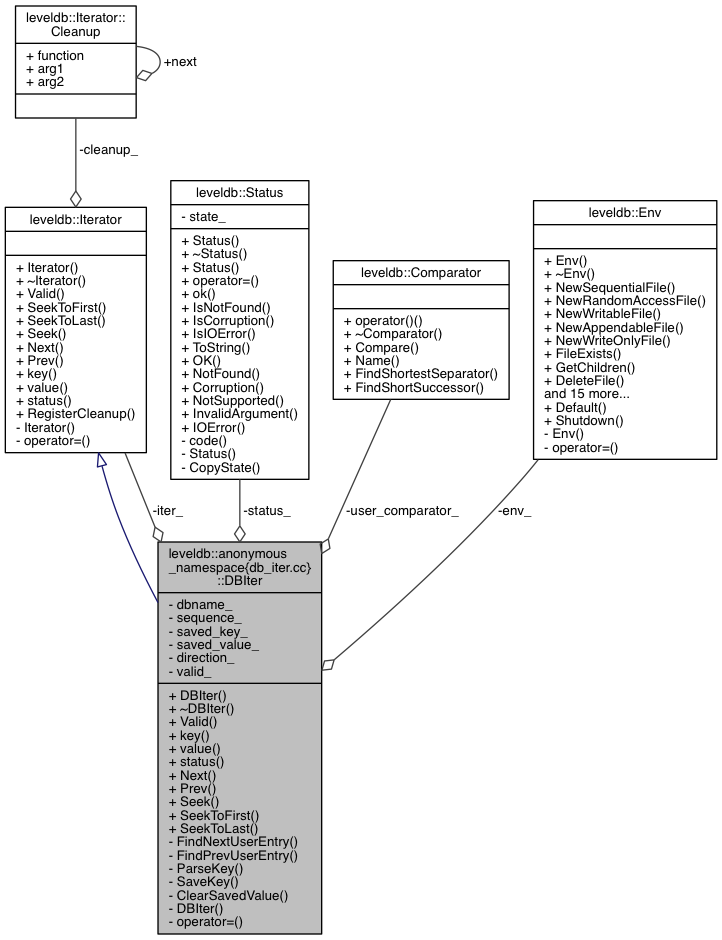 leveldb::Iterator::
Cleanup
+ function
+ arg1
+ arg2
+next
-cleanup_
leveldb::Iterator
+ Iterator()
+ ~Iterator()
+ Valid()
+ SeekToFirst()
+ SeekToLast()
+ Seek()
+ Next()
+ Prev()
+ key()
+ value()
+ status()
+ RegisterCleanup()
- Iterator()
- operator=()
leveldb::Status
- state_
+ Status()
+ ~Status()
+ Status()
+ operator=()
+ ok()
+ IsNotFound()
+ IsCorruption()
+ IsIOError()
+ ToString()
+ OK()
+ NotFound()
+ Corruption()
+ NotSupported()
+ InvalidArgument()
+ IOError()
- code()
- Status()
- CopyState()
leveldb::Comparator
+ operator()()
+ ~Comparator()
+ Compare()
+ Name()
+ FindShortestSeparator()
+ FindShortSuccessor()
leveldb::Env
+ Env()
+ ~Env()
+ NewSequentialFile()
+ NewRandomAccessFile()
+ NewWritableFile()
+ NewAppendableFile()
+ NewWriteOnlyFile()
+ FileExists()
+ GetChildren()
+ DeleteFile()
and 15 more...
+ Default()
+ Shutdown()
- Env()
- operator=()
-iter_
-status_
-user_comparator_
-env_
leveldb::anonymous
_namespace{db_iter.cc}
::DBIter
- dbname_
- sequence_
- saved_key_
- saved_value_
- direction_
- valid_
+ DBIter()
+ ~DBIter()
+ Valid()
+ key()
+ value()
+ status()
+ Next()
+ Prev()
+ Seek()
+ SeekToFirst()
+ SeekToLast()
- FindNextUserEntry()
- FindPrevUserEntry()
- ParseKey()
- SaveKey()
- ClearSavedValue()
- DBIter()
- operator=()